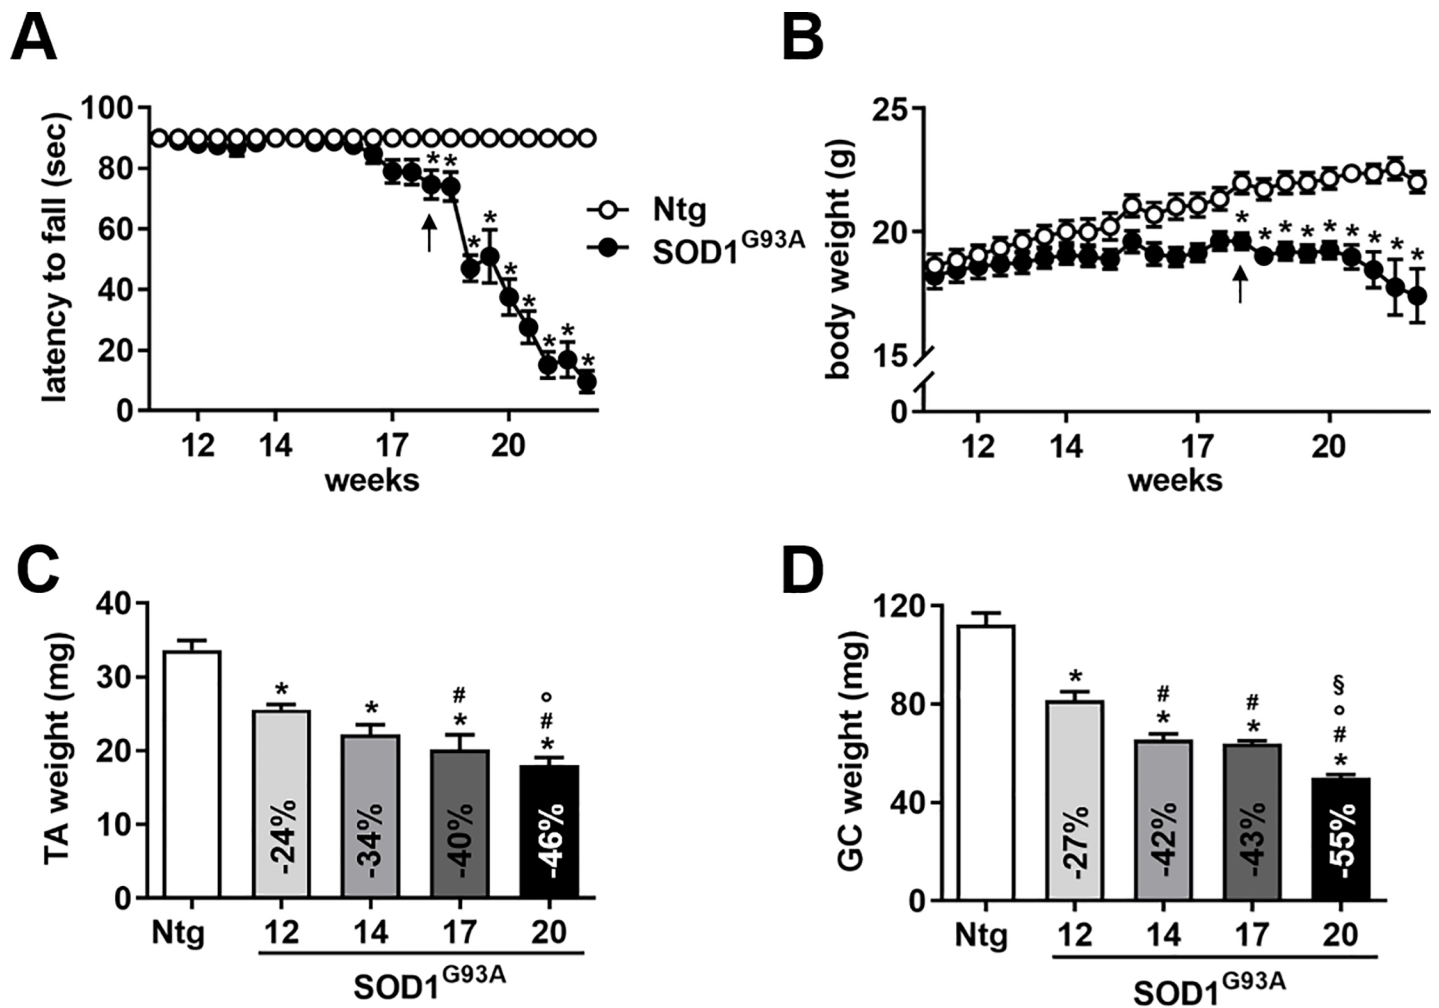 A
latency to fall (sec)
100
80
60
40
20
0
12 14 17 20
weeks
* * * * * * * * *
Ntg
SOD1G93A
B
body weight (g)
25
20
15
0
12 14 17 20
weeks
* * * * * * * * *
C
TA weight (mg)
40
30
20
10
0
*
*
#
*
°
#
*
-24%
-34%
-40%
-46%
Ntg 12 14 17 20
SOD1G93A
D
GC weight (mg)
120
80
40
0
*
#
*
#
*
§
°
#
*
-27%
-42%
-43%
-55%
Ntg 12 14 17 20
SOD1G93A